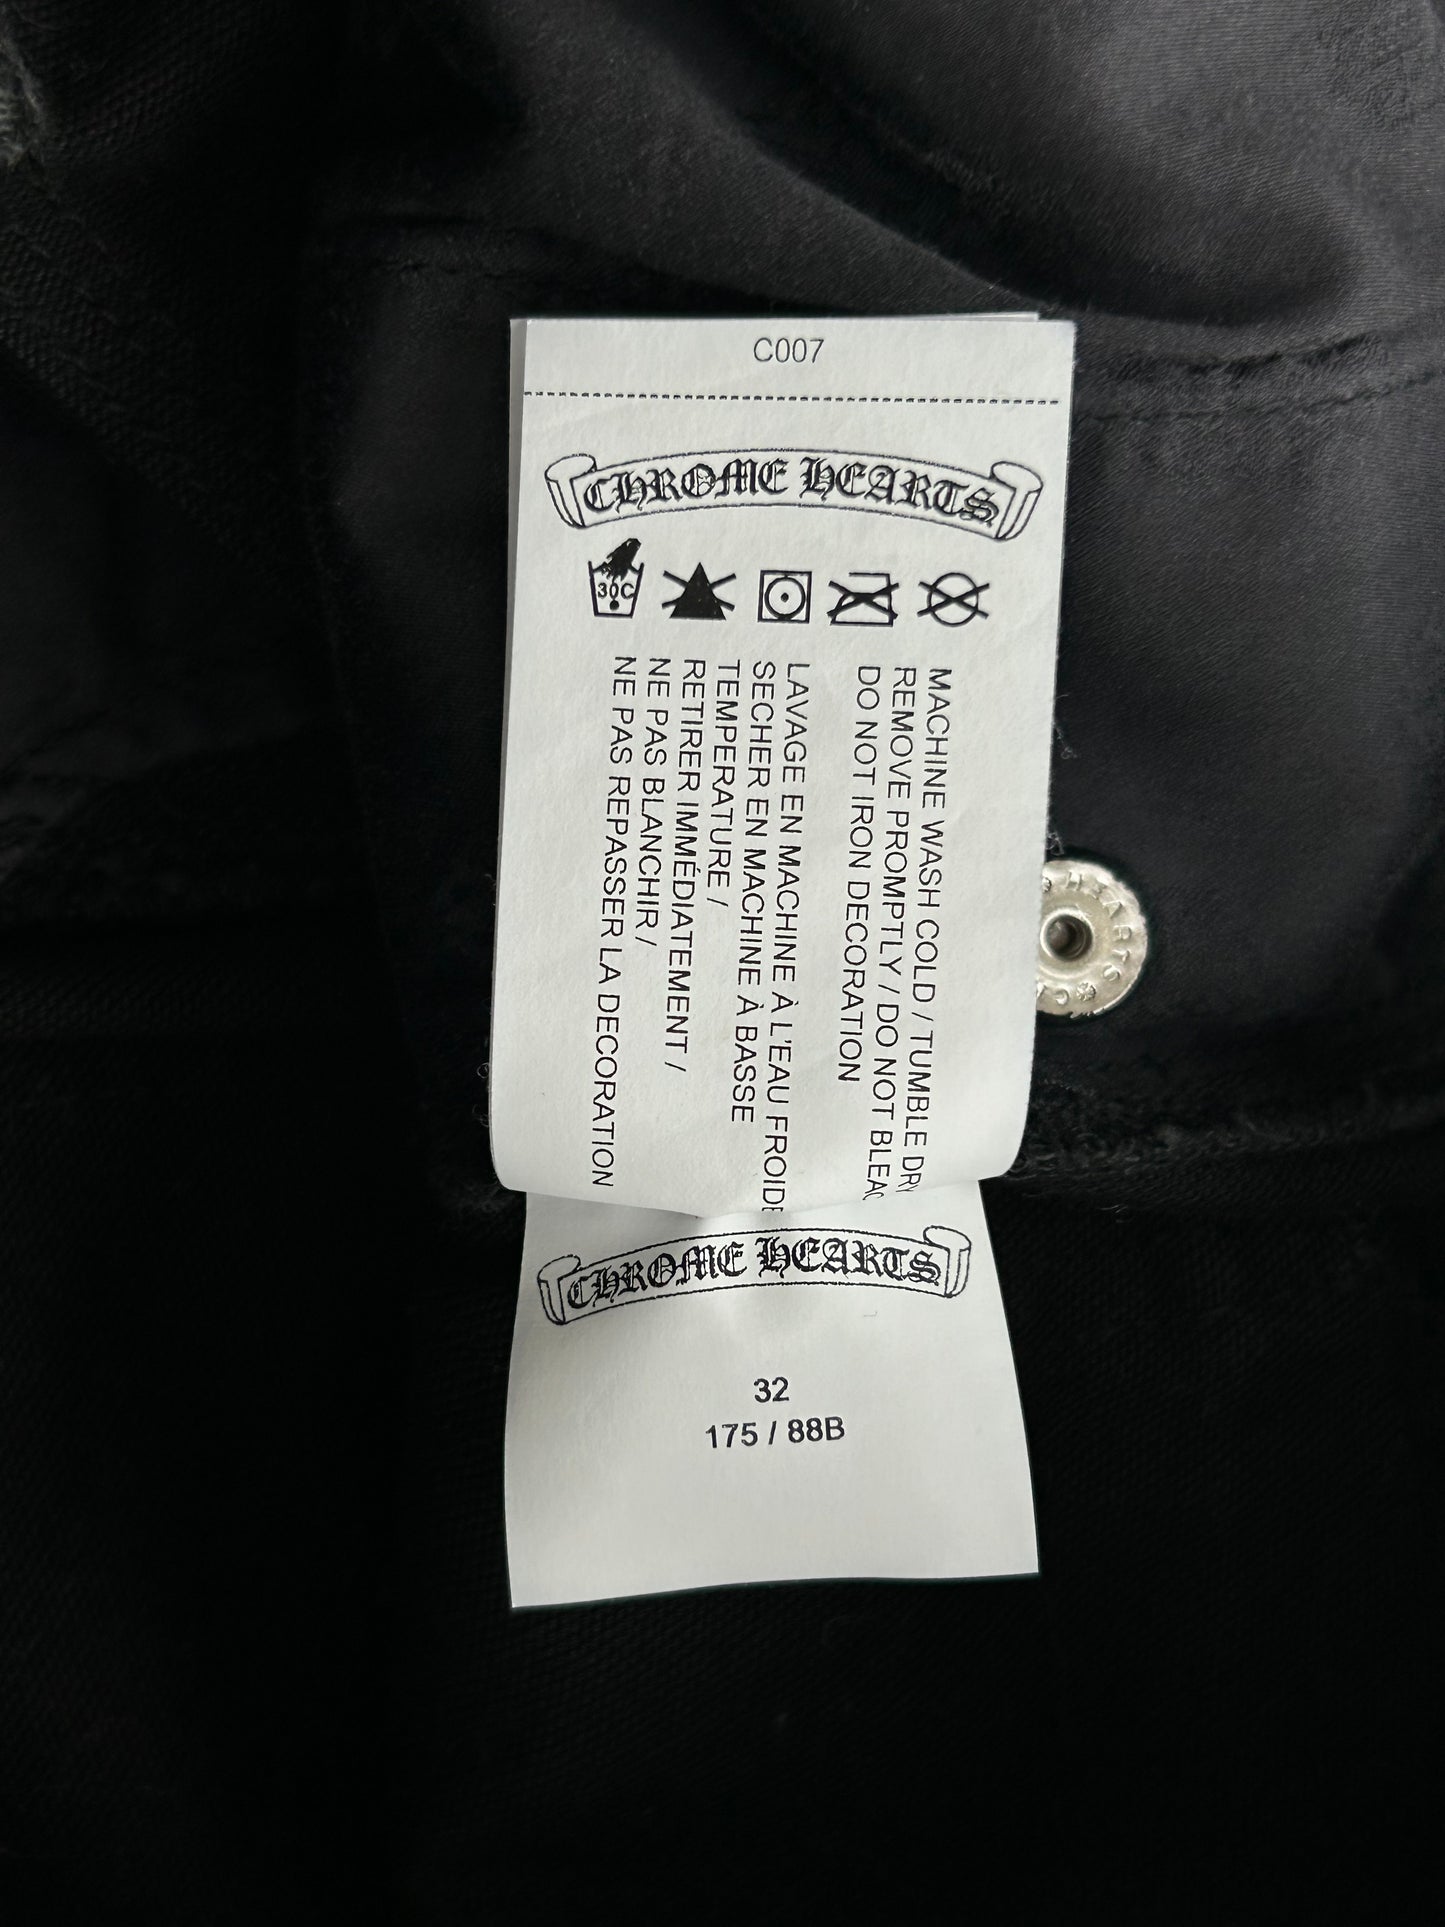 C007
CHROME HEARTS
30C
MACHINE WASH COLD / TUMBLE DRY
REMOVE PROMPTLY / DO NOT
DO NOT IRON DECORATION
LAVAGE EN MACHINE À L'EAU FROIDE
SECHER EN MACHINE À BASSE
TEMPERATURE /
RETIRER IMMÉDIATEMENT /
NE PAS BLANCHIR /
NE PAS REPASSER LA DECORATION
HEARTS
CHROME HEARTS
32
175 / 88B